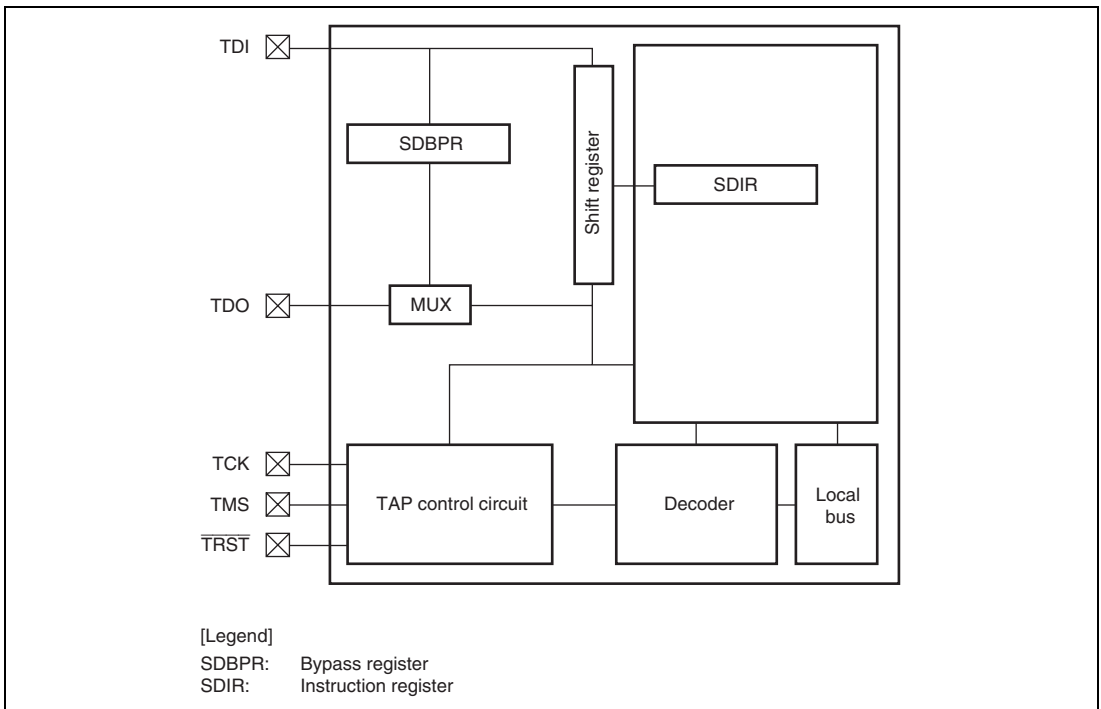 TDI
SDBPR
Shift register
SDIR
TDO
MUX
TCK
TMS
TRST
TAP control circuit
Decoder
Local
bus
[Legend]
SDBPR: Bypass register
SDIR: Instruction register